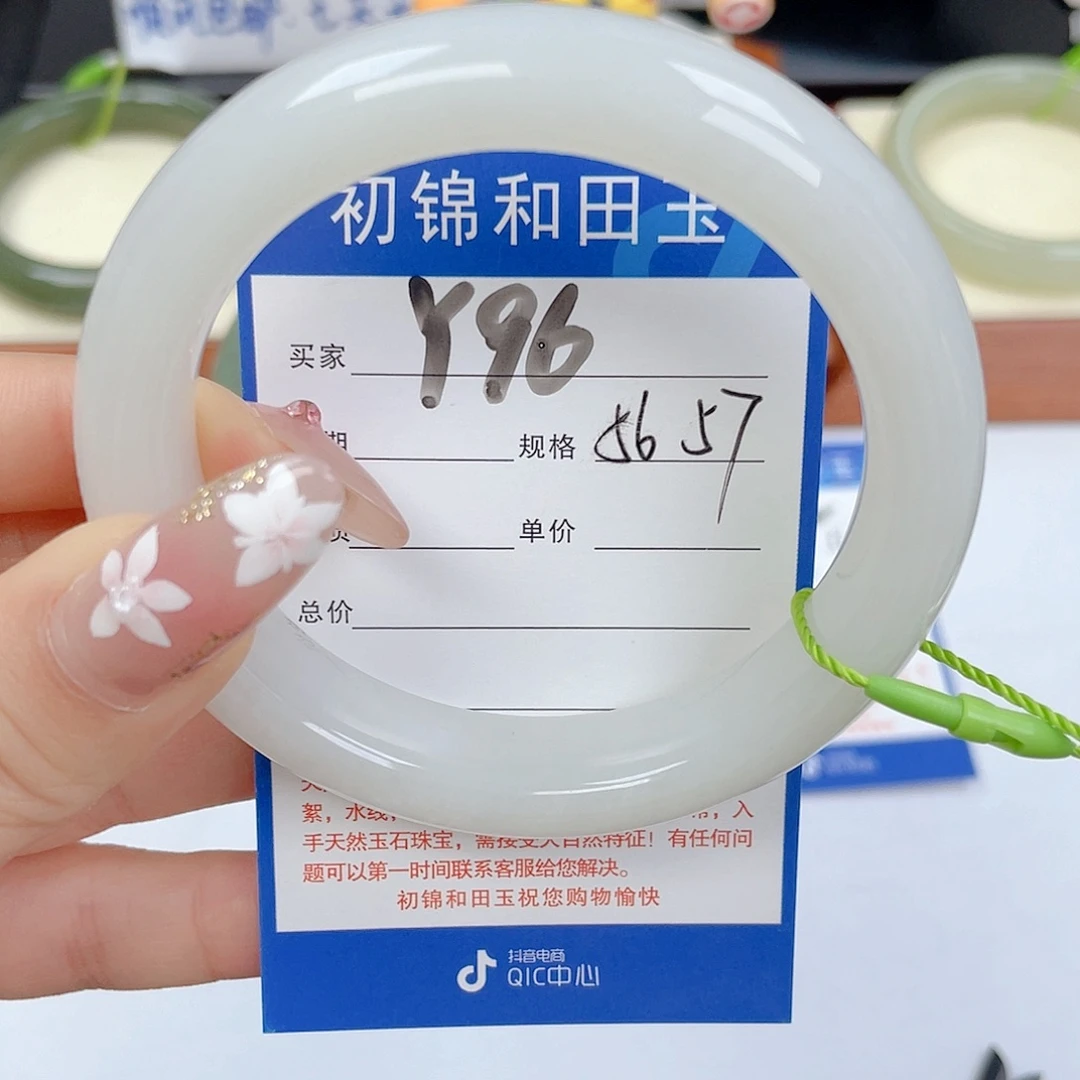 初锦和田玉
买家 Y96
期 规格 56 57
单价
总价
絮，水线，
手天然玉石珠宝，需接受大自然特征！有任何问
题可以第一时间联系客服给您解决。
初锦和田玉祝您购物愉快
抖音电商
QIC中心